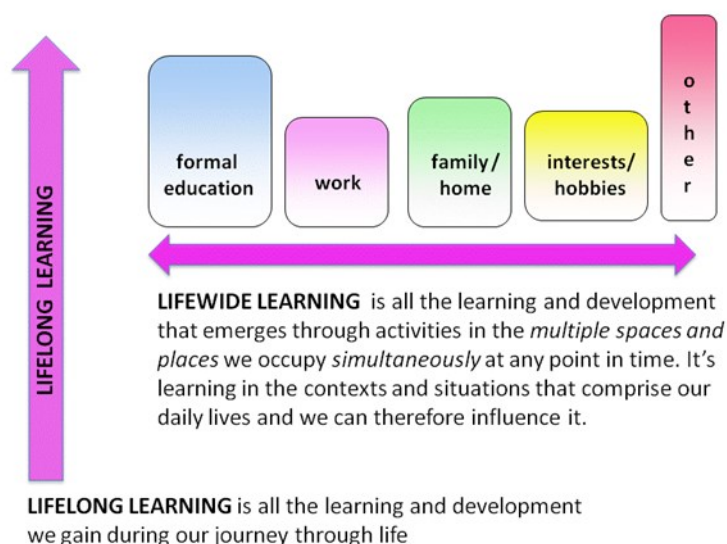 formal
education
work
family/
home
interests/
hobbies
other
LIFELONG LEARNING
LIFEWIDE LEARNING is all the learning and development
that emerges through activities in the multiple spaces and
places we occupy simultaneously at any point in time. It's
learning in the contexts and situations that comprise our
daily lives and we can therefore influence it.
LIFELONG LEARNING is all the learning and development
we gain during our journey through life